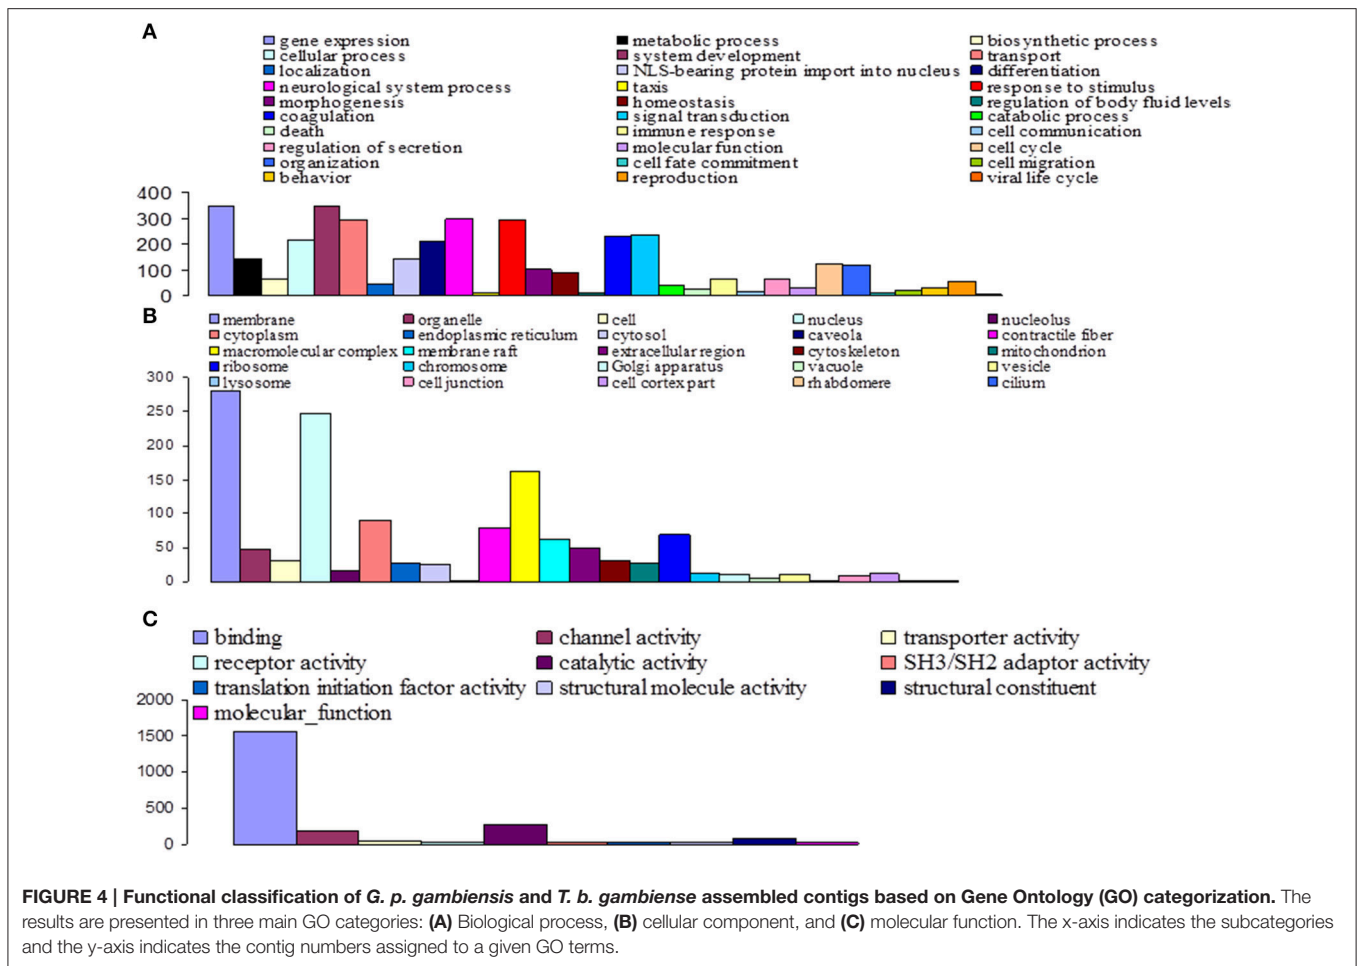 A
gene expression metabolic process biosynthetic process
cellular process system development transport
localization NLS-bearing protein import into nucleus differentiation
neurological system process taxis response to stimulus
morphogenesis homeostasis regulation of body fluid levels
coagulation signal transduction catabolic process
death immune response cell communication
regulation of secretion molecular function cell cycle
organization cell fate commitment cell migration
behavior reproduction viral life cycle
400
300
200
100
0
B
membrane organelle cell nucleus nucleolus
cytoplasm endoplasmic reticulum cytosol caveola contractile fiber
macromolecular complex membrane raft extracellular region cytoskeleton mitochondrion
ribosome chromosome Golgi apparatus vacuole vesicle
lysosome cell junction cell cortex part rhabdomere cilium
300
250
200
150
100
50
0
C
binding channel activity transporter activity
receptor activity catalytic activity SH3/SH2 adaptor activity
translation initiation factor activity structural molecule activity structural constituent
molecular_function
2000
1500
1000
500
0
FIGURE 4 | Functional classification of G. p. gambiensis and T. b. gambiense assembled contigs based on Gene Ontology (GO) categorization. The
results are presented in three main GO categories: (A) Biological process, (B) cellular component, and (C) molecular function. The x-axis indicates the subcategories
and the y-axis indicates the contig numbers assigned to a given GO terms.